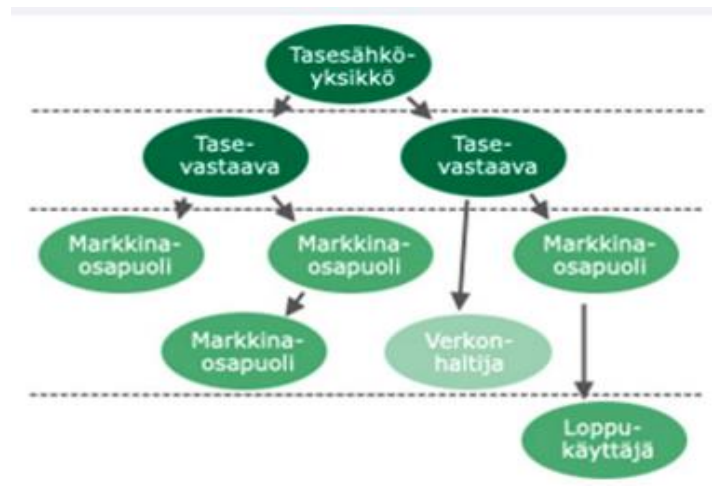 Tasesähkö-
yksikkö
Tase-
vastaava
Tase-
vastaava
Markkina-
osapuoli
Markkina-
osapuoli
Markkina-
osapuoli
Markkina-
osapuoli
Verkon-
haltija
Loppu-
käyttäjä